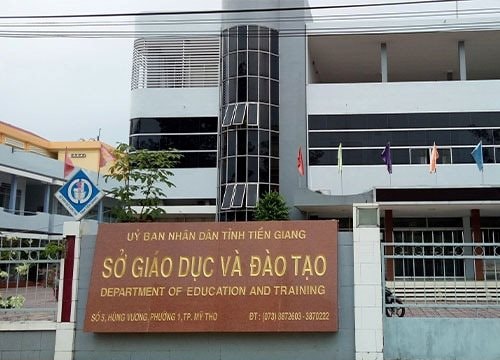 UỶ BAN NHÂN DÂN TỈNH TIỀN GIANG
SỞ GIÁO DỤC VÀ ĐÀO TẠO
DEPARTMENT OF EDUCATION AND TRAINING
SỐ 5, HÙNG VƯƠNG, PHƯỜNG 1, TP. MỸ THO ĐT : (073) 3872603 - 3870222